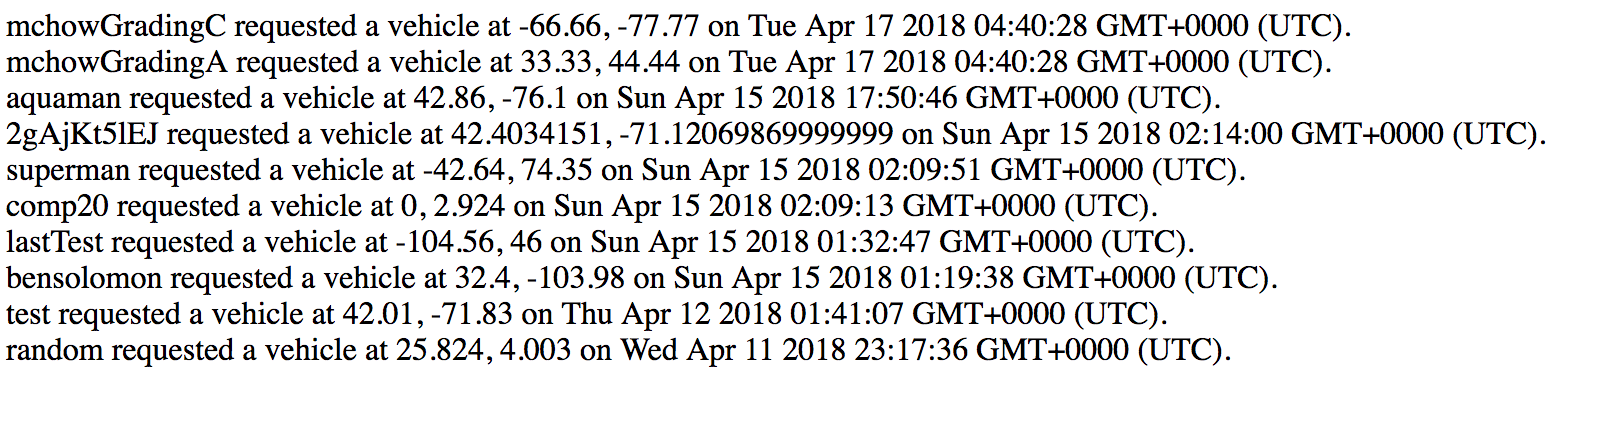 mchowGradingC requested a vehicle at -66.66, -77.77 on Tue Apr 17 2018 04:40:28 GMT+0000 (UTC).
mchowGradingA requested a vehicle at 33.33, 44.44 on Tue Apr 17 2018 04:40:28 GMT+0000 (UTC).
aquaman requested a vehicle at 42.86, -76.1 on Sun Apr 15 2018 17:50:46 GMT+0000 (UTC).
2gAjKt5lEJ requested a vehicle at 42.4034151, -71.12069869999999 on Sun Apr 15 2018 02:14:00 GMT+0000 (UTC).
superman requested a vehicle at -42.64, 74.35 on Sun Apr 15 2018 02:09:51 GMT+0000 (UTC).
comp20 requested a vehicle at 0, 2.924 on Sun Apr 15 2018 02:09:13 GMT+0000 (UTC).
lastTest requested a vehicle at -104.56, 46 on Sun Apr 15 2018 01:32:47 GMT+0000 (UTC).
bensolomon requested a vehicle at 32.4, -103.98 on Sun Apr 15 2018 01:19:38 GMT+0000 (UTC).
test requested a vehicle at 42.01, -71.83 on Thu Apr 12 2018 01:41:07 GMT+0000 (UTC).
random requested a vehicle at 25.824, 4.003 on Wed Apr 11 2018 23:17:36 GMT+0000 (UTC).